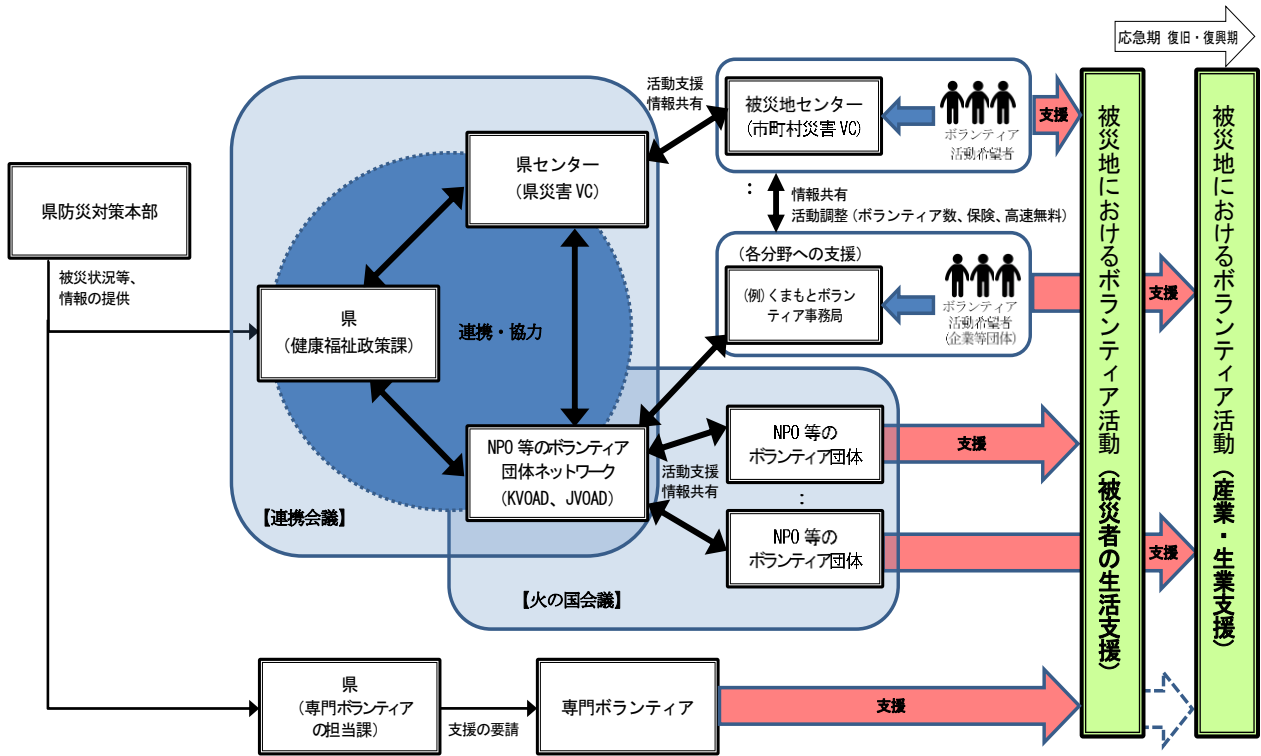 応急期 復旧・復興期
県防災対策本部
被災状況等、
情報の提供
県
(健康福祉政策課)
県センター
(県災害 VC)
連携・協力
NPO 等のボランティア
団体ネットワーク
(KVOAD、JVOAD)
【連携会議】
活動支援
情報共有
被災地センター
(市町村災害 VC)
ボランティア
活動希望者
支援
:
情報共有
活動調整 (ボランティア数、保険、高速無料)
(各分野への支援)
(例) くまもとボラン
ティア事務局
ボランティア
活動希望者
(企業等団体)
支援
活動支援
情報共有
NPO 等の
ボランティア団体
支援
:
NPO 等の
ボランティア団体
支援
【火の国会議】
県
(専門ボランティア
の担当課)
支援の要請
専門ボランティア
支援
被災地におけるボランティア活動(被災者の生活支援)
被災地におけるボランティア活動(産業・生業支援)